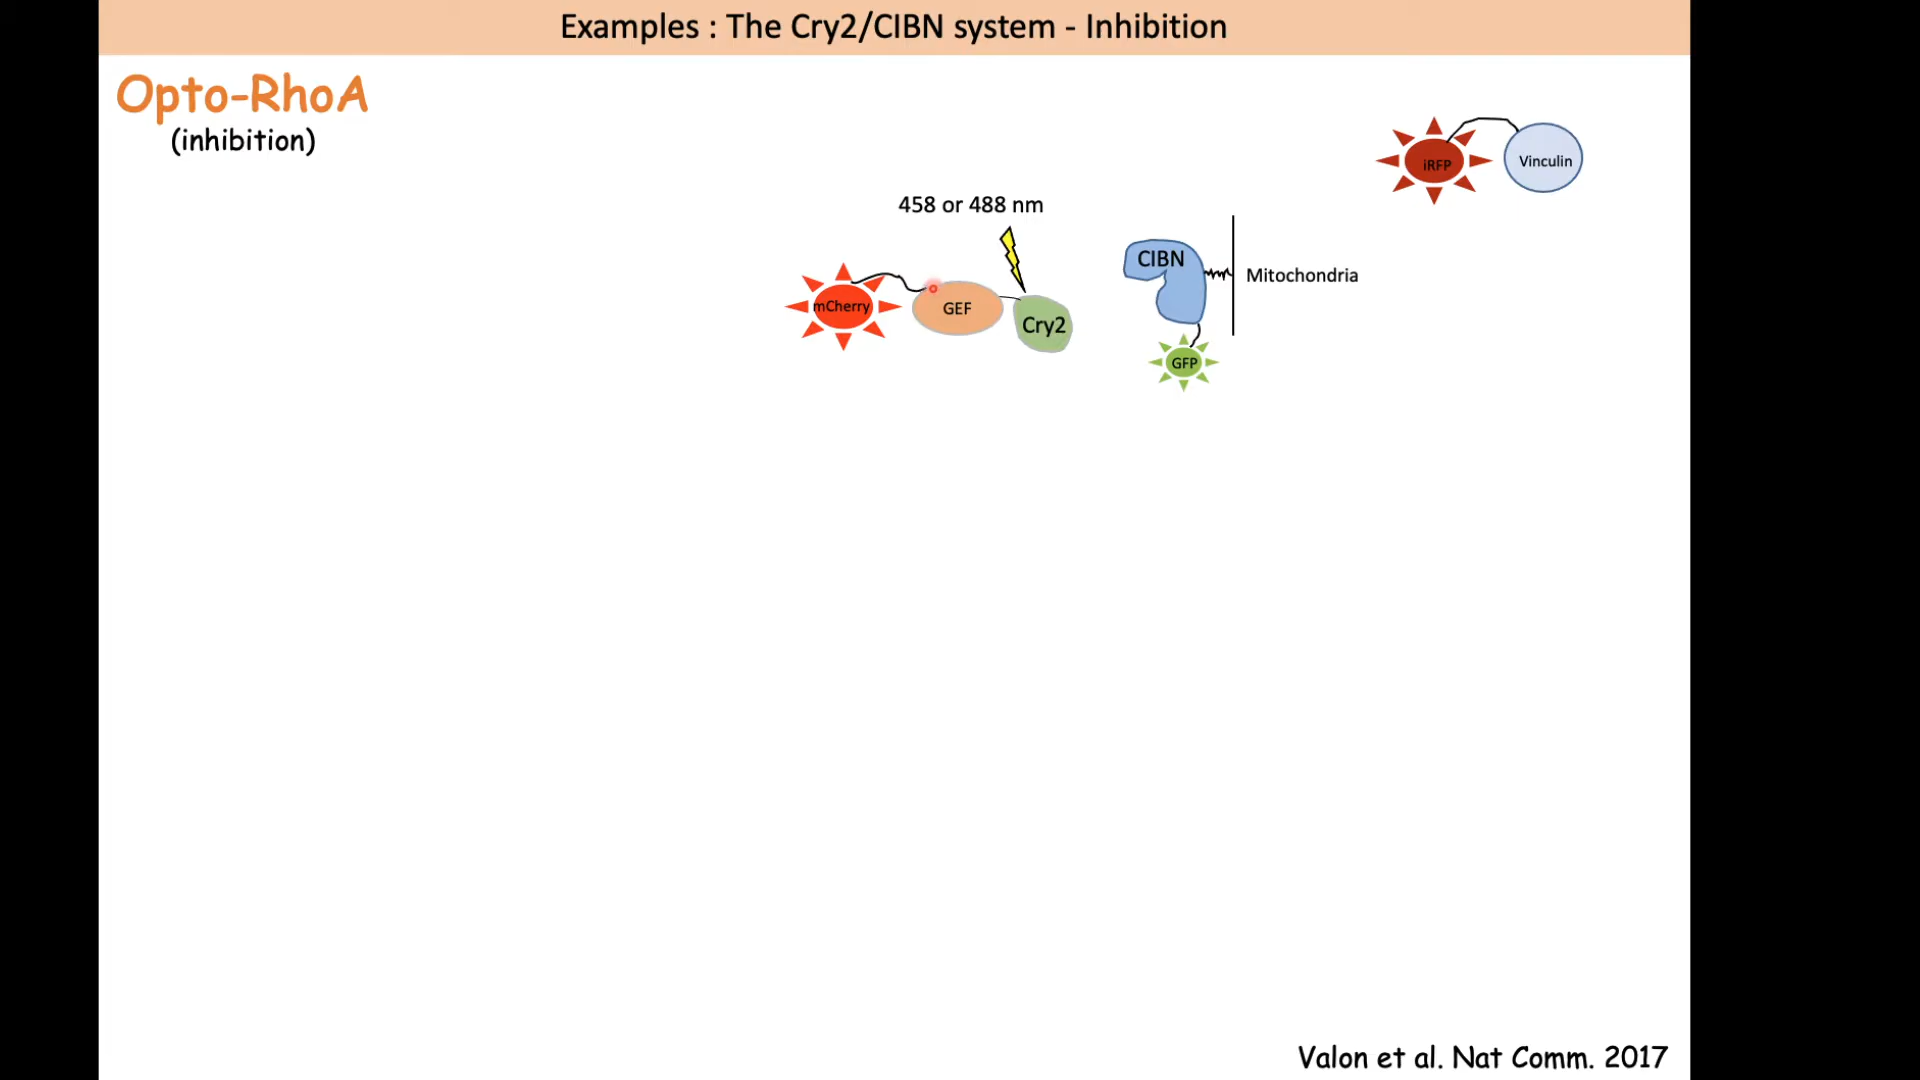 Examples : The Cry2/CIBN system - Inhibition
Opto-RhoA
(inhibition)
iRFP
Vinculin
458 or 488 nm
CIBN
Mitochondria
mCherry
GEF
Cry2
GFP
Valon et al. Nat Comm. 2017